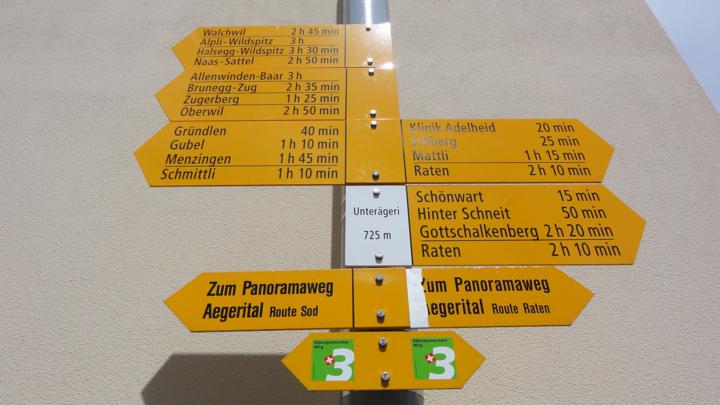 Walchwil 2 h 45 min
Alpli-Wildspitz 3 h
Halsegg-Wildspitz 3 h 30 min
Naas-Sattel 2 h 50 min
Allenwinden-Baar 3 h
Brunegg-Zug 2 h 35 min
Zugerberg 1 h 25 min
Oberwil 2 h 50 min
Gründlen 40 min
Gubel 1 h 10 min
Menzingen 1 h 45 min
Schmittli 1 h 10 min
Klinik Adelheid 20 min
25 min
Mattli 1 h 15 min
Raten 2 h 10 min
Unterägeri
725 m
Schönwart 15 min
Hinter Schneit 50 min
Gottschalkenberg 2 h 20 min
Raten 2 h 10 min
Zum Panoramaweg
Aegerital Route Sod
Zum Panoramaweg
Aegerital Route Raten
Alpenpanorama
Weg
3
Alpenpanorama
Weg
3